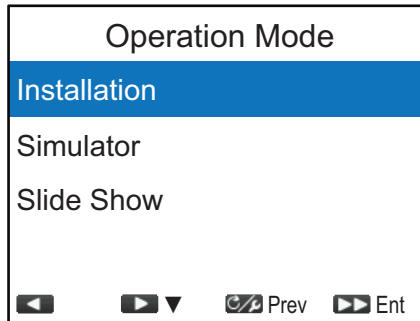 Operation Mode
Installation
Simulator
Slide Show
Prev Ent